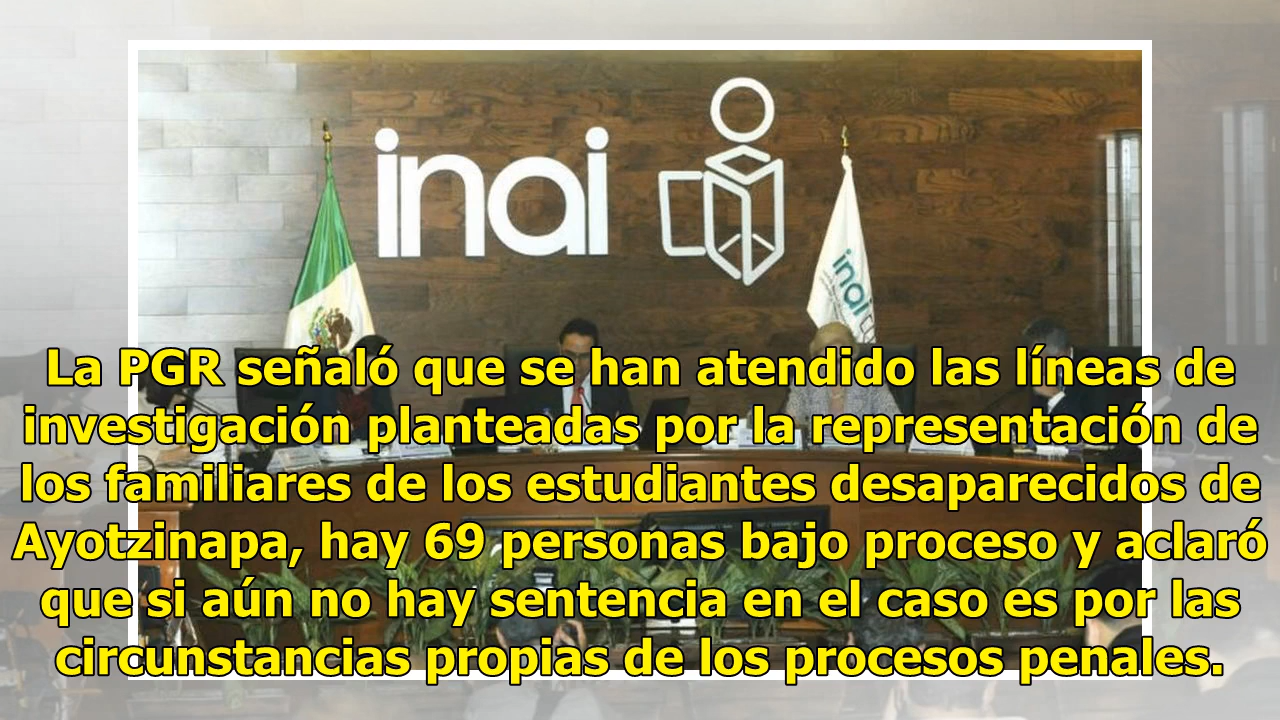 inai
inai
La PGR señaló que se han atendido las líneas de
investigación planteadas por la representación de
los familiares de los estudiantes desaparecidos de
Ayotzinapa, hay 69 personas bajo proceso y aclaró
que si aún no hay sentencia en el caso es por las
circunstancias propias de los procesos penales.